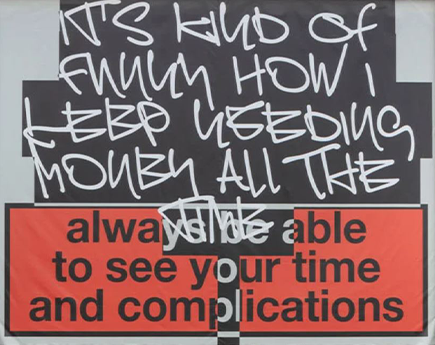 IT'S KIND OF
FUNNY HOW I
KEEP NEEDING
MONEY ALL THE
TIME
always be able
to see your time
and complications